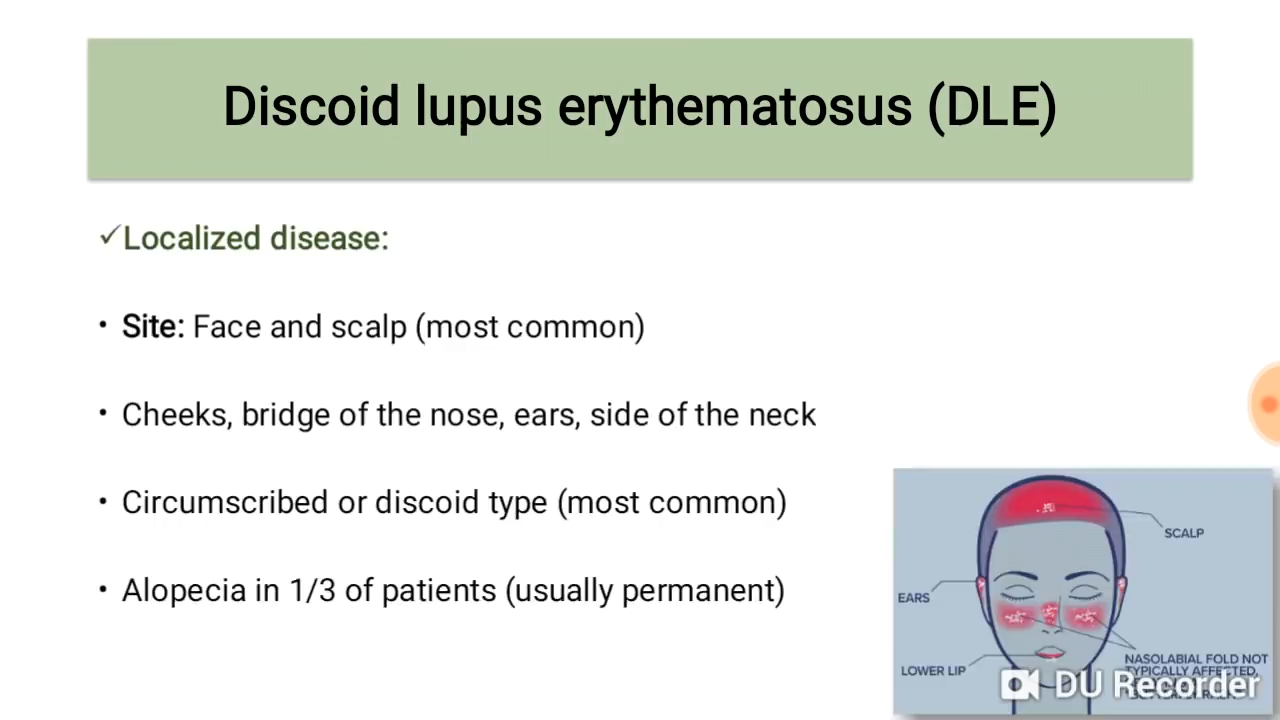 Discoid lupus erythematosus (DLE)
✓Localized disease:
• Site: Face and scalp (most common)
• Cheeks, bridge of the nose, ears, side of the neck
• Circumscribed or discoid type (most common)
• Alopecia in 1/3 of patients (usually permanent)
SCALP
EARS
LOWER LIP
NASOLABIAL FOLD NOT
TYPICALLY AFFECTED,
DU Recorder